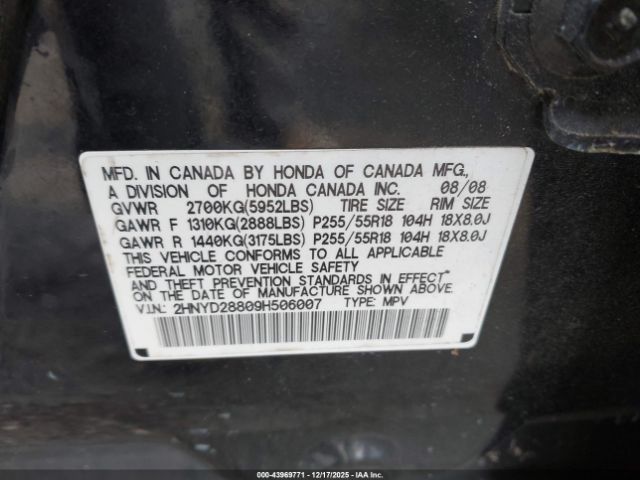 MFD. IN CANADA BY HONDA OF CANADA MFG.,
A DIVISION OF HONDA CANADA INC. 08/08
GVWR 2700KG(5952LBS) TIRE SIZE RIM SIZE
GAWR F 1310KG(2888LBS) P255/55R18 104H 18X8.0J
GAWR R 1440KG(3175LBS) P255/55R18 104H 18X8.0J
THIS VEHICLE CONFORMS TO ALL APPLICABLE
FEDERAL MOTOR VEHICLE SAFETY
AND THEFT PREVENTION STANDARDS IN EFFECT
ON THE DATE OF MANUFACTURE SHOWN ABOVE.
V.I.N.: 2HNYD28809H506007 TYPE: MPV
000-43969771 | 12/17/2025 | IAA Inc.